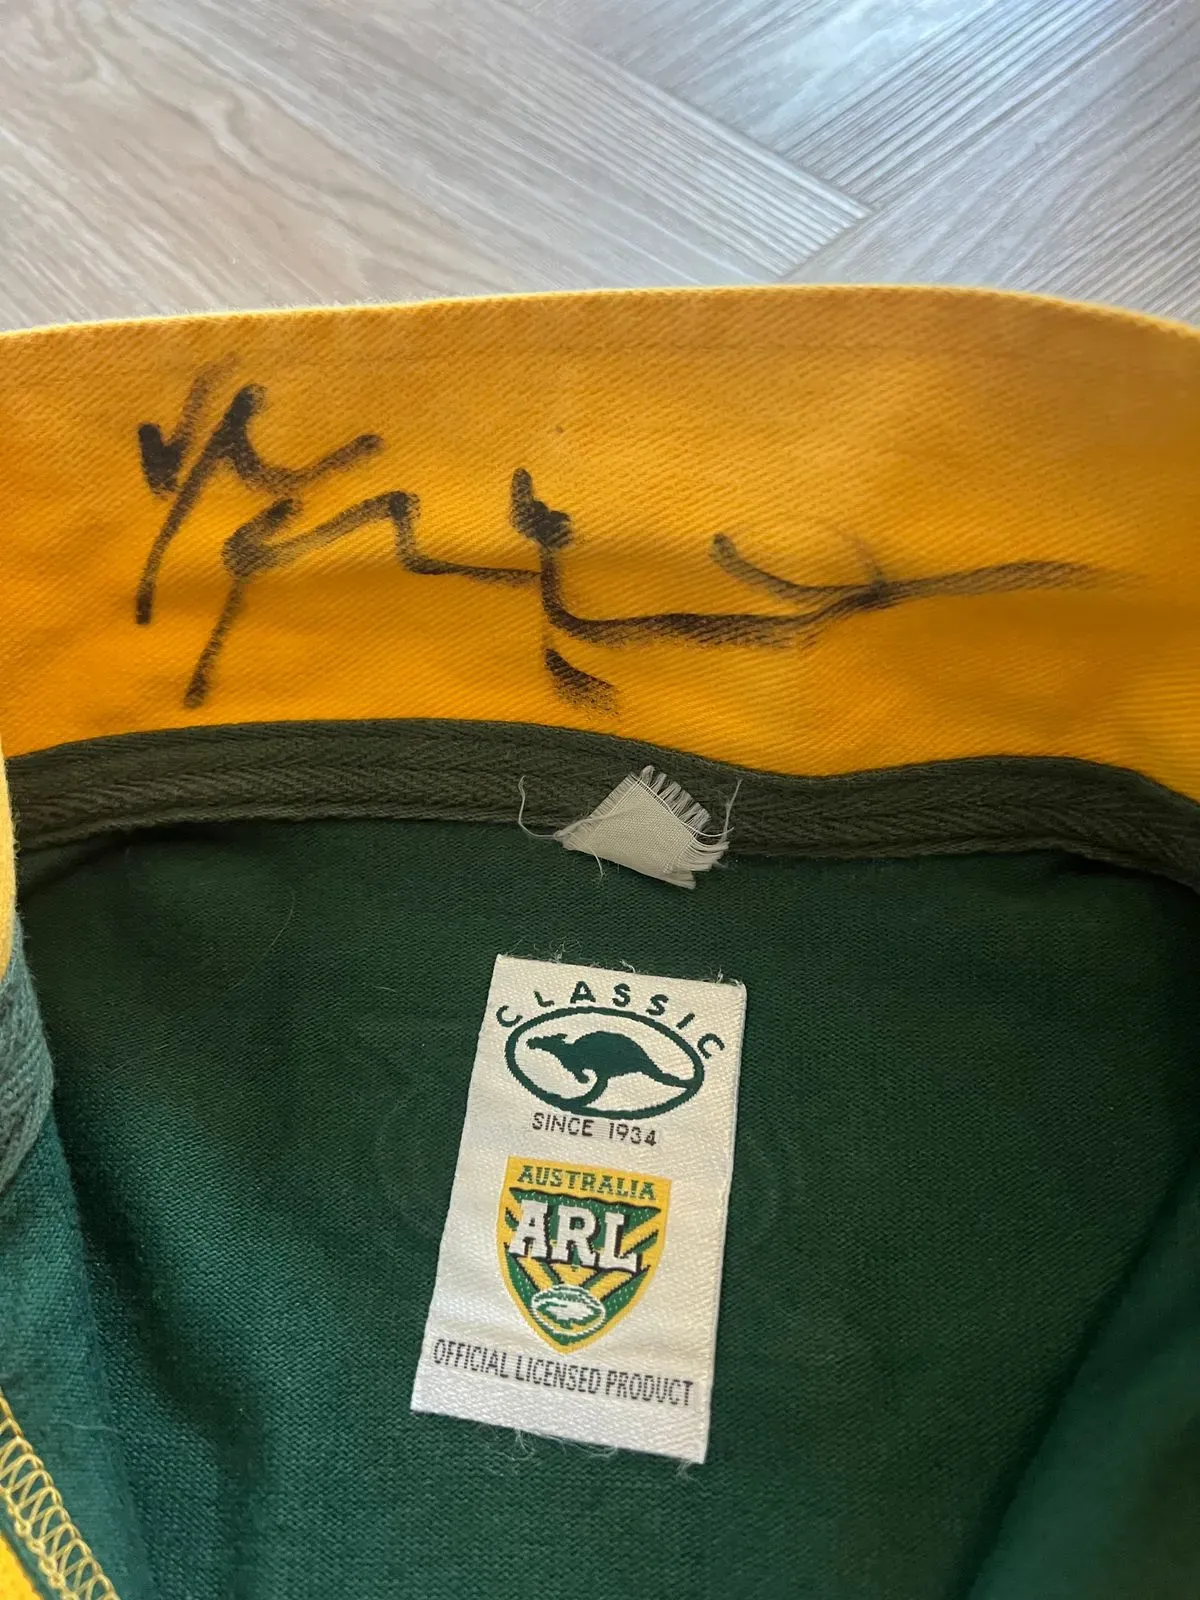 CLASSIC
SINCE 1934
AUSTRALIA
ARL
OFFICIAL LICENSED PRODUCT